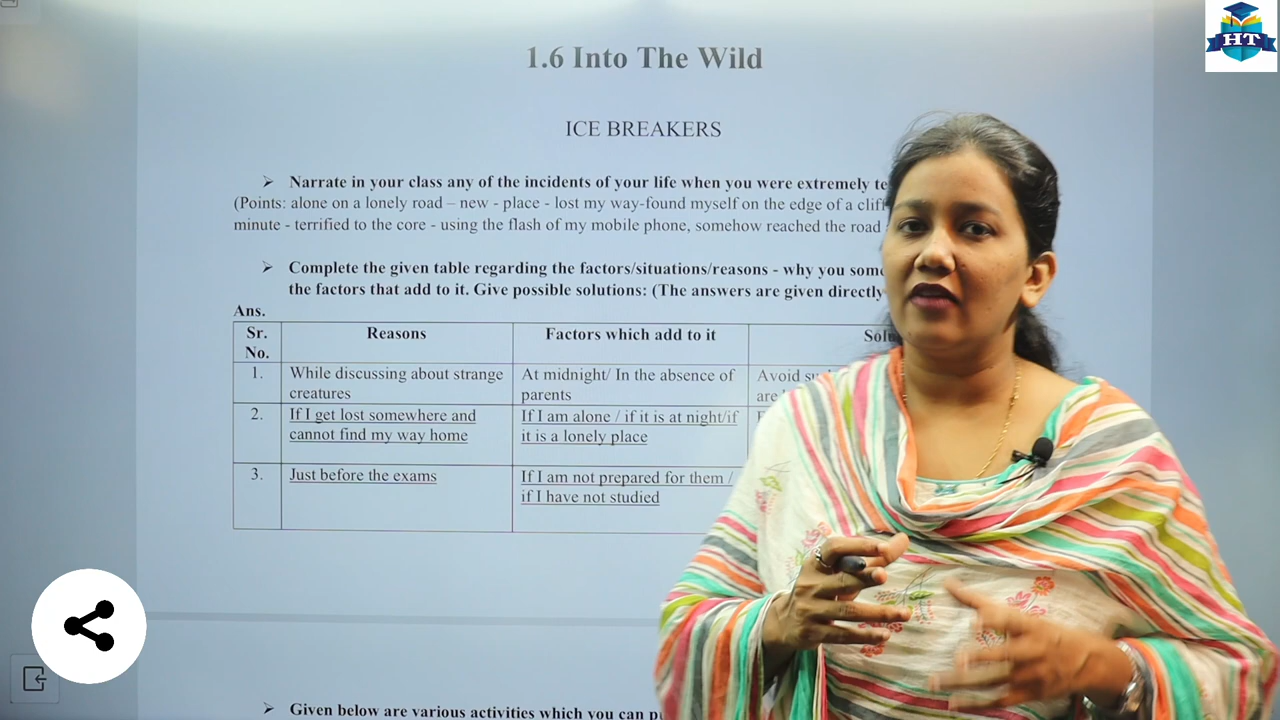 HT
1.6 Into The Wild
ICE BREAKERS
➢ Narrate in your class any of the incidents of your life when you were extremely
(Points: alone on a lonely road – new - place - lost my way-found myself on the edge of a cliff
minute - terrified to the core - using the flash of my mobile phone, somehow reached the road
➢ Complete the given table regarding the factors/situations/reasons - why you
the factors that add to it. Give possible solutions: (The answers are given directly
Ans.
Sr. No.
Reasons
Factors which add to it
1.
While discussing about strange
creatures
At midnight/ In the absence of
parents
Avoid
are
2.
If I get lost somewhere and
cannot find my way home
If I am alone / if it is at night/if
it is a lonely place
3.
Just before the exams
If I am not prepared for them /
if I have not studied
➢ Given below are various activities which you can